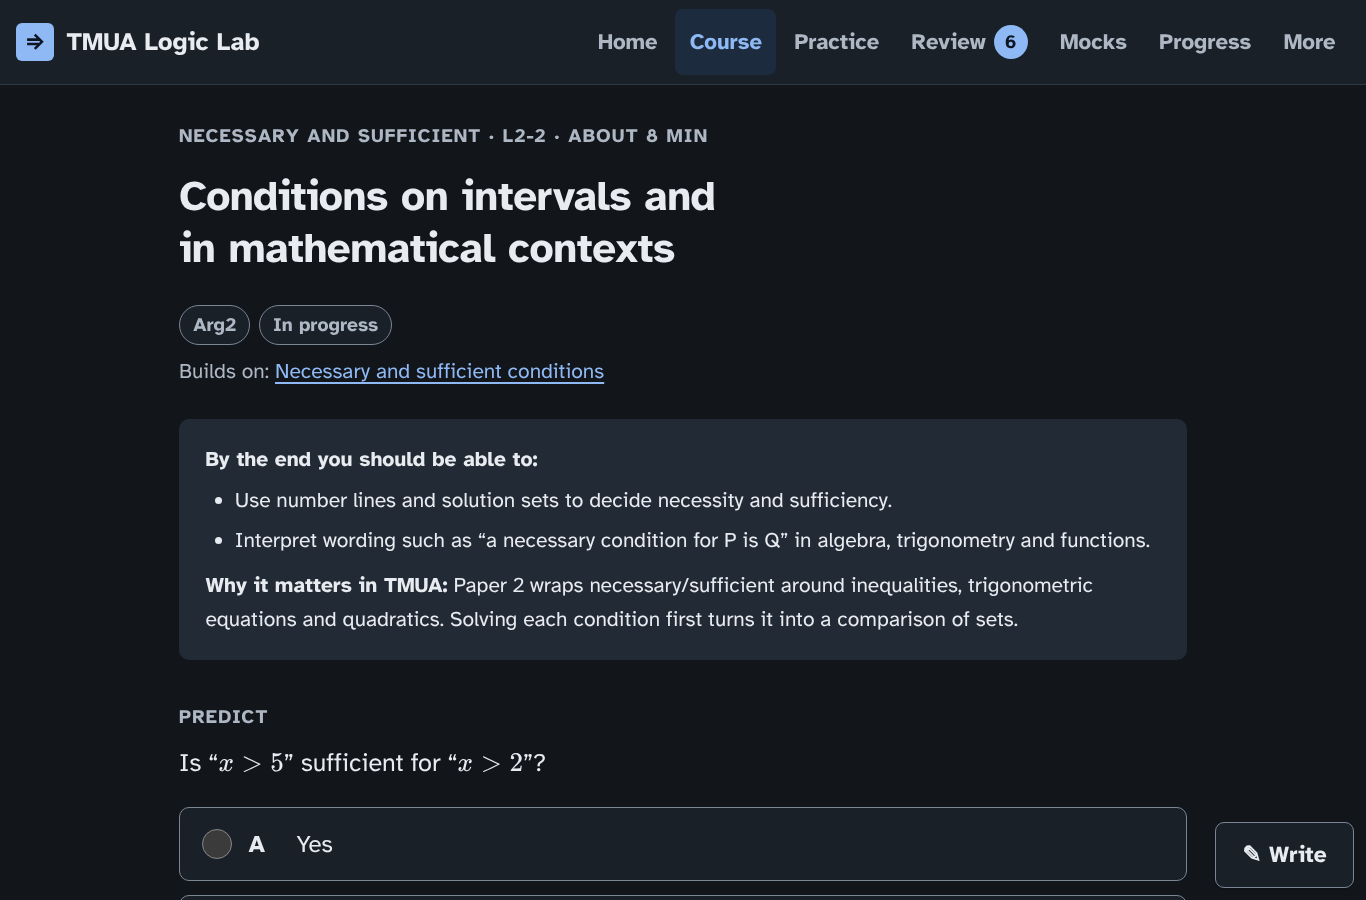 TMUA Logic Lab
Home Course Practice Review 6 Mocks Progress More
NECESSARY AND SUFFICIENT · L2-2 · ABOUT 8 MIN
Conditions on intervals and
in mathematical contexts
Arg2 In progress
Builds on: Necessary and sufficient conditions
By the end you should be able to:
• Use number lines and solution sets to decide necessity and sufficiency.
• Interpret wording such as “a necessary condition for P is Q” in algebra, trigonometry and functions.
Why it matters in TMUA: Paper 2 wraps necessary/sufficient around inequalities, trigonometric
equations and quadratics. Solving each condition first turns it into a comparison of sets.
PREDICT
Is “x > 5” sufficient for “x > 2”?
A Yes
✎ Write